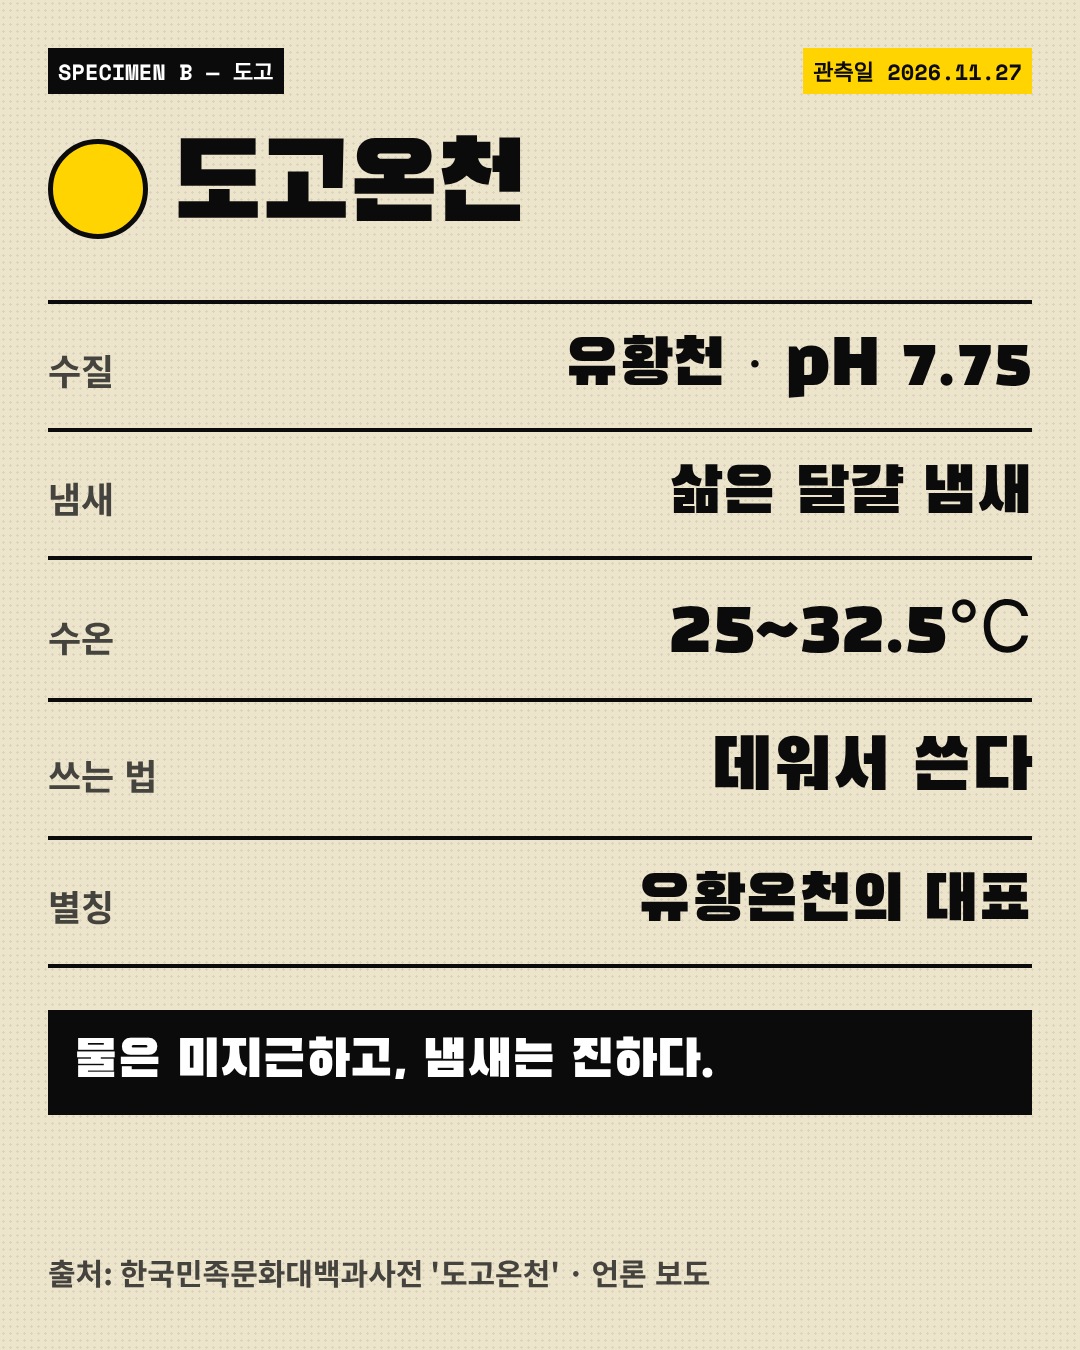 SPECIMEN B — 도고
관측일 2026.11.27
도고온천
수질
유황천 · pH 7.75
냄새
삶은 달걀 냄새
수온
25~32.5℃
쓰는 법
데워서 쓴다
별칭
유황온천의 대표
물은 미지근하고, 냄새는 진하다.
출처: 한국민족문화대백과사전 '도고온천' · 언론 보도